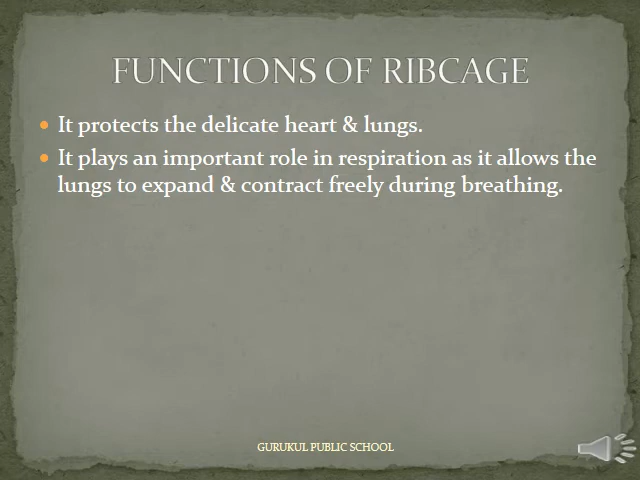 FUNCTIONS OF RIBCAGE
• It protects the delicate heart & lungs.
• It plays an important role in respiration as it allows the
lungs to expand & contract freely during breathing.
GURUKUL PUBLIC SCHOOL